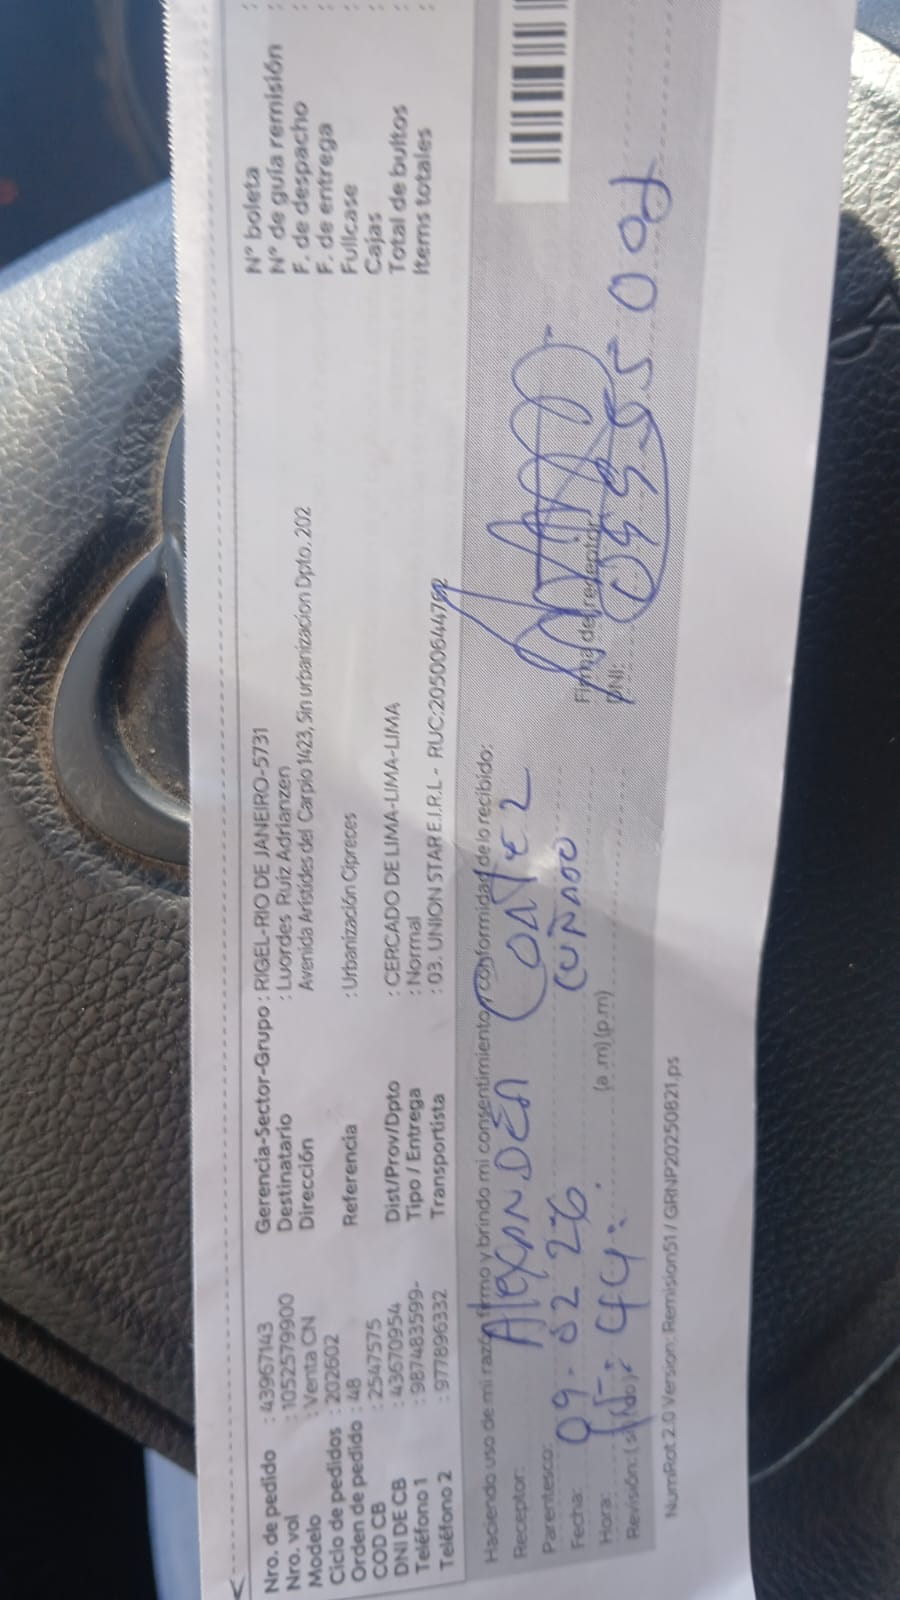 Nro. de pedido : 43967143
Nro. vol : 1052579900
Modelo : Venta CN
Ciclo de pedidos : 202602
Orden de pedido : 48
COD CB : 2547575
DNI DE CB : 43670954
Teléfono 1 : 987483599-
Teléfono 2 : 977896332
Gerencia-Sector-Grupo : RIGEL-RIO DE JANEIRO-5731
Destinatario : Luordes Ruiz Adrianzen
Dirección Avenida Aristides del Carpio 1423, Sin urbanizacion Dpto. 202
Referencia : Urbanización Cipreces
Dist/Prov/Dpto : CERCADO DE LIMA-LIMA-LIMA
Tipo / Entrega : Normal
Transportista : 03. UNION STAR E.I.R.L - RUC:20500644762
N° boleta :
N° de guía remisión :
F. de despacho :
F. de entrega :
Fullcase :
Cajas :
Total de bultos :
Items totales :
Haciendo uso de mi razón firmo y brindo mi consentimiento y conformidad de lo recibido:
Receptor: ALEXANDER
Parentesco: CUÑADO
Fecha: 09. 02 26
Hora: 44 (a.m) (p.m)
Revisión:
Firma del receptor:
DNI:
NumRot 2.0 Version: Remision51 / GRNP20250821.ps